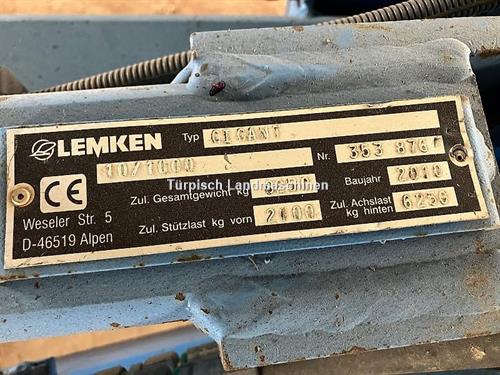 LEMKEN Typ GIGANT
10/1000 Nr. 353 876/
CE Zul. Gesamtgewicht kg Baujahr 2010
Türpisch Landmaschinen
Weseler Str. 5 Zul. Stützlast kg vorn 2400 Zul. Achslast kg hinten 6250
D-46519 Alpen